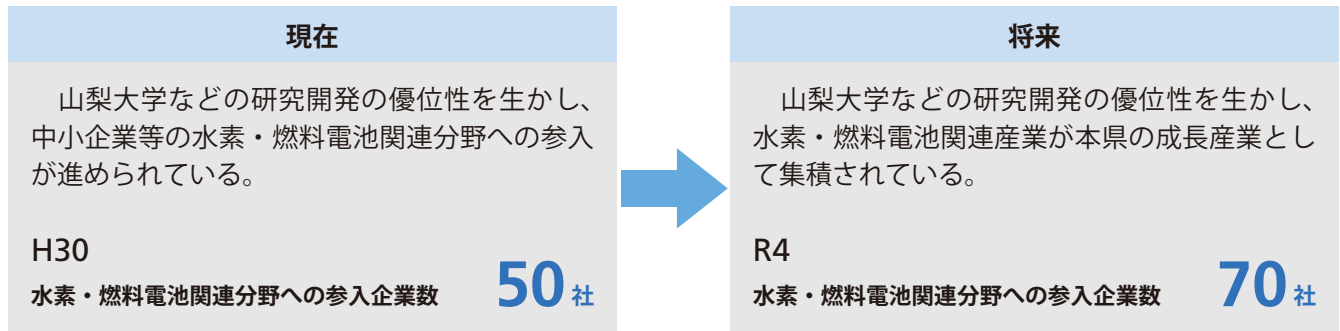 現在
山梨大学などの研究開発の優位性を生かし、
中小企業等の水素・燃料電池関連分野への参入
が進められている。
H30
水素・燃料電池関連分野への参入企業数 50社
将来
山梨大学などの研究開発の優位性を生かし、
水素・燃料電池関連産業が本県の成長産業とし
て集積されている。
R4
水素・燃料電池関連分野への参入企業数 70社